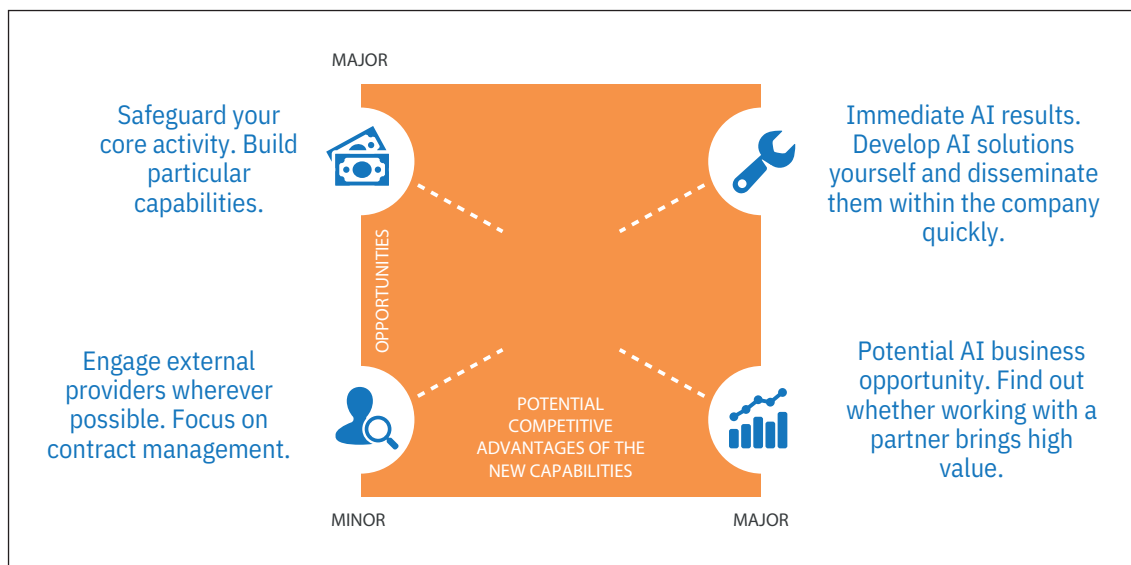 MAJOR
Safeguard your
core activity. Build
particular
capabilities.
Immediate AI results.
Develop AI solutions
yourself and disseminate
them within the company
quickly.
OPPORTUNITIES
Engage external
providers wherever
possible. Focus on
contract management.
POTENTIAL
COMPETITIVE
ADVANTAGES OF THE
NEW CAPABILITIES
Potential AI business
opportunity. Find out
whether working with a
partner brings high
value.
MINOR
MAJOR